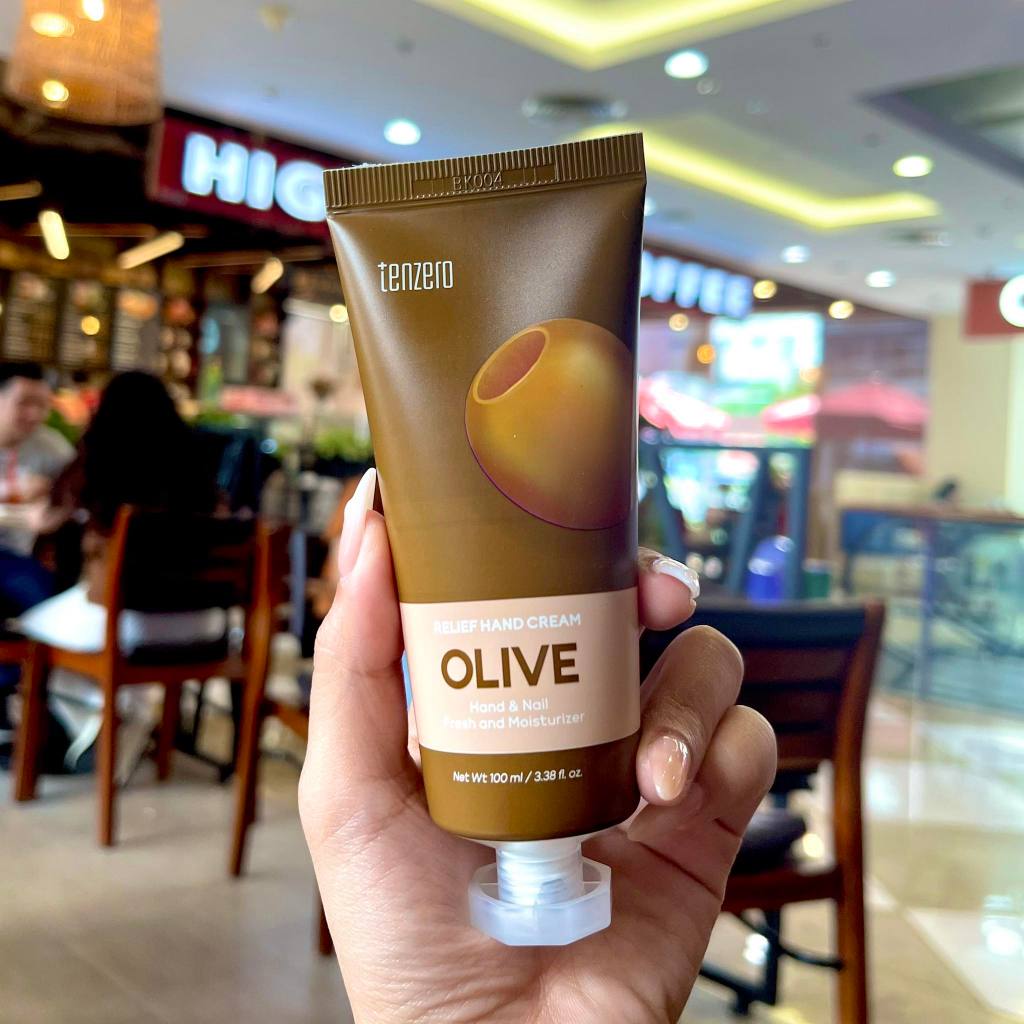 HIG
BK004
tenzero
FFEE
RELIEF HAND CREAM
OLIVE
Hand & Nail
Fresh and Moisturizer
Net Wt 100 ml / 3.38 fl. oz.